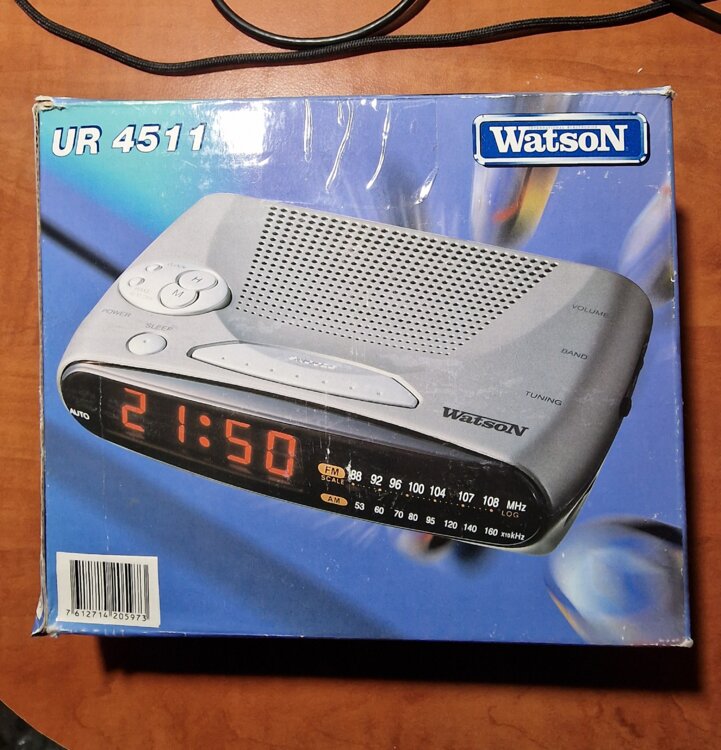 UR 4511
WatsoN
H
M
POWER
SLEEP
VOLUME
BAND
TUNING
WatsoN
AUTO
21:50
FM 88 92 96 100 104 107 108 MHz
SCALE LOG
AM 53 60 70 80 95 120 140 160 x10kHz
7 612714 205973